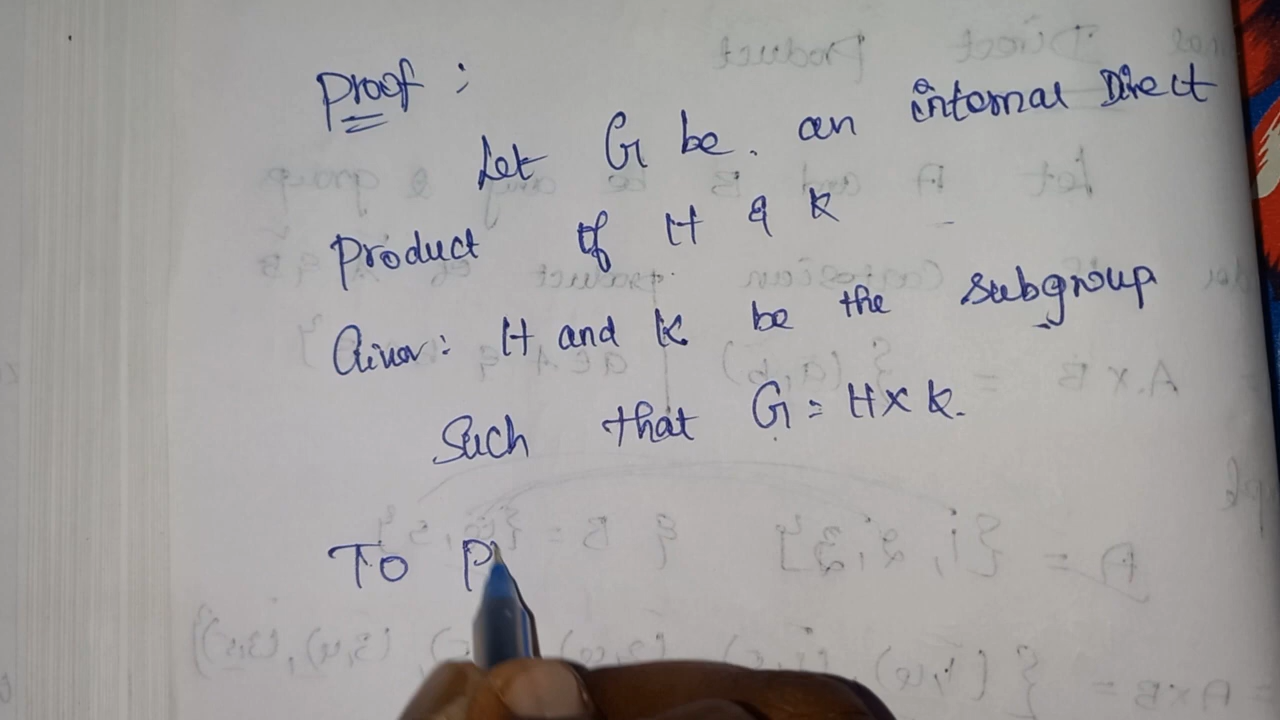 Proof :
Let G be. an internal Direct
Product of H & K
Given: H and K be the subgroup
Such that G = H x K.
To P